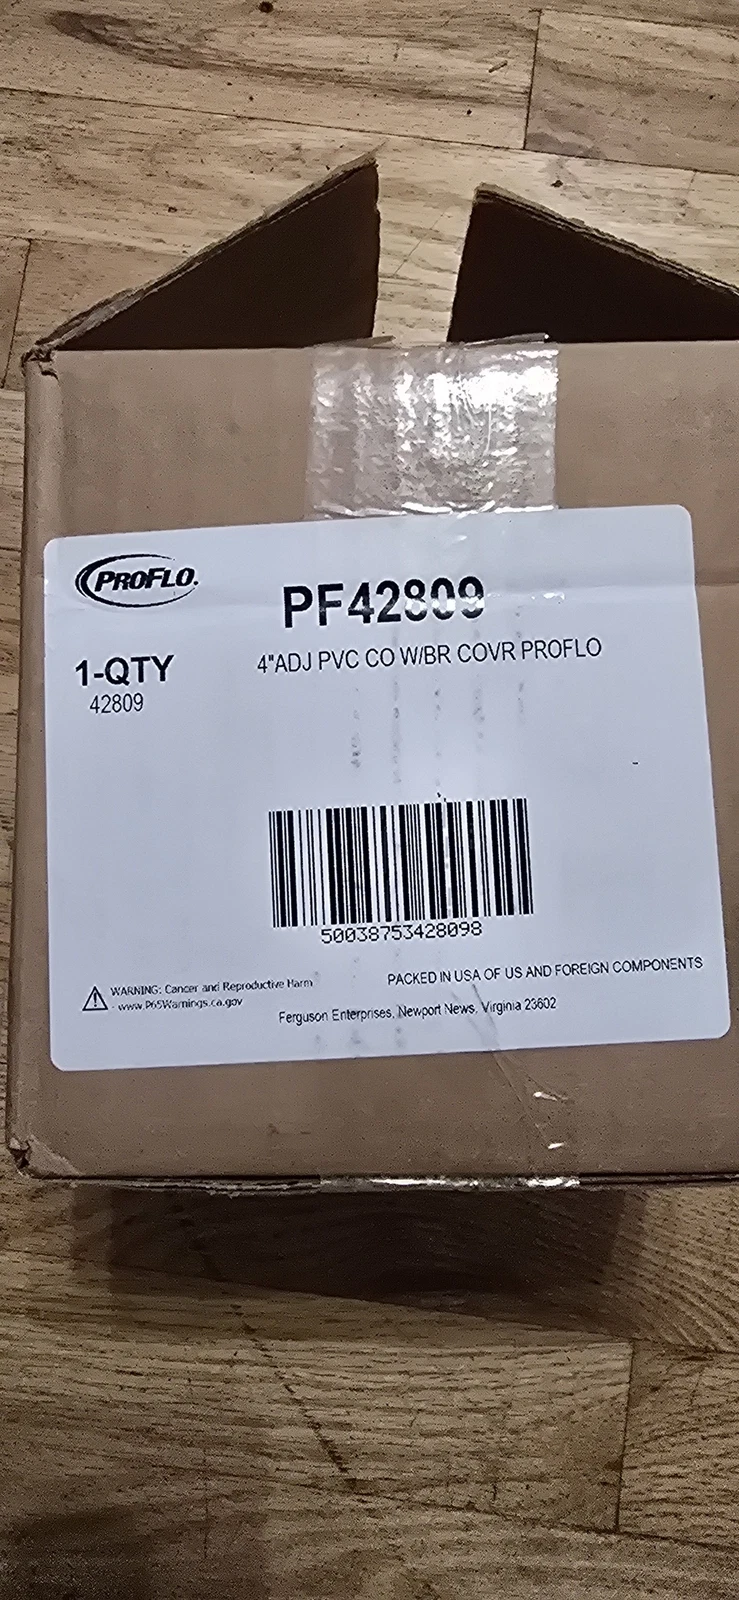 PROFLO.
PF42809
1-QTY
4"ADJ PVC CO W/BR COVR PROFLO
42809
50038753428098
WARNING: Cancer and Reproductive Harm
- www.P65Warnings.ca.gov
PACKED IN USA OF US AND FOREIGN COMPONENTS
Ferguson Enterprises, Newport News, Virginia 23602